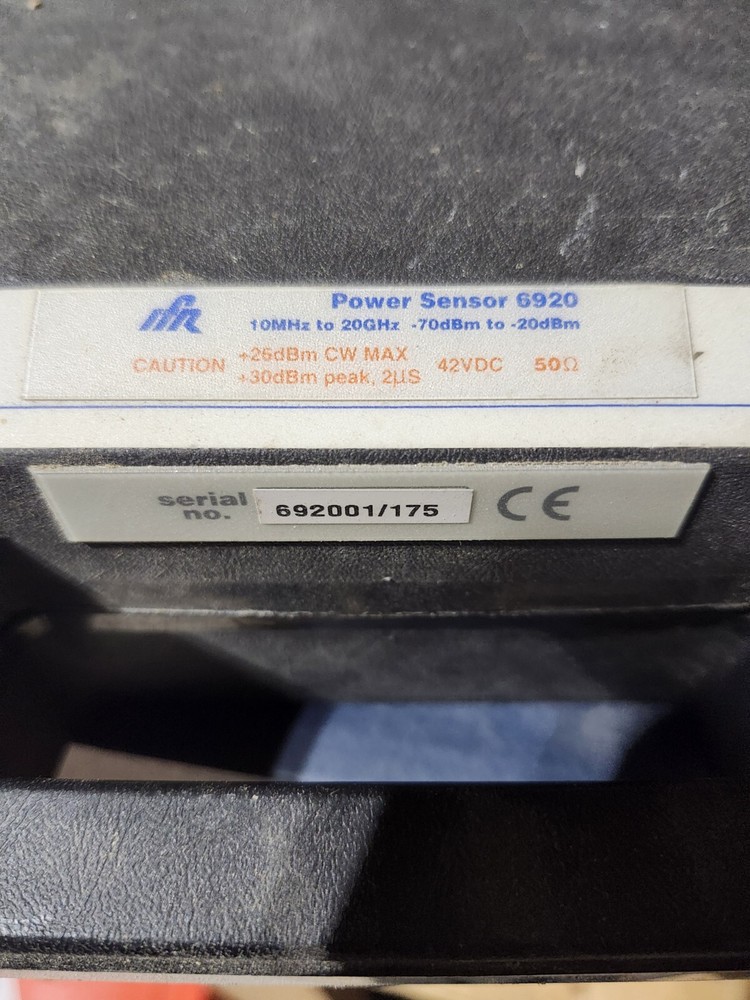 IFR
Power Sensor 6920
10MHz to 20GHz -70dBm to -20dBm
CAUTION +26dBm CW MAX 42VDC 50Ω
+30dBm peak, 2μS
serial no. 692001/175 CE